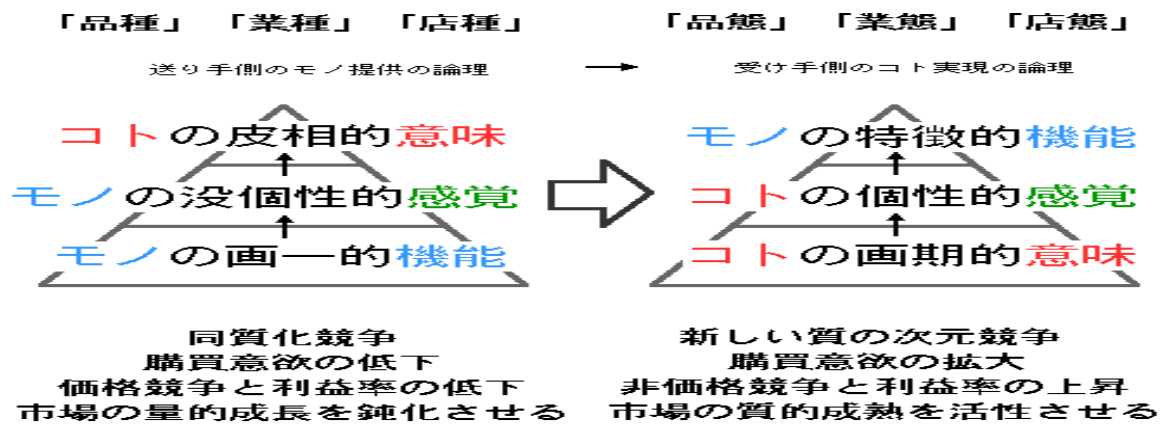 「品種」 「業種」 「店種」
送り手側のモノ提供の論理
コトの皮相的意味
モノの没個性的感覚
モノの画一的機能
同質化競争
購買意欲の低下
価格競争と利益率の低下
市場の量的成長を鈍化させる
「品態」 「業態」 「店態」
受け手側のコト実現の論理
モノの特徴的機能
コトの個性的感覚
コトの画期的意味
新しい質の次元競争
購買意欲の拡大
非価格競争と利益率の上昇
市場の質的成熟を活性させる